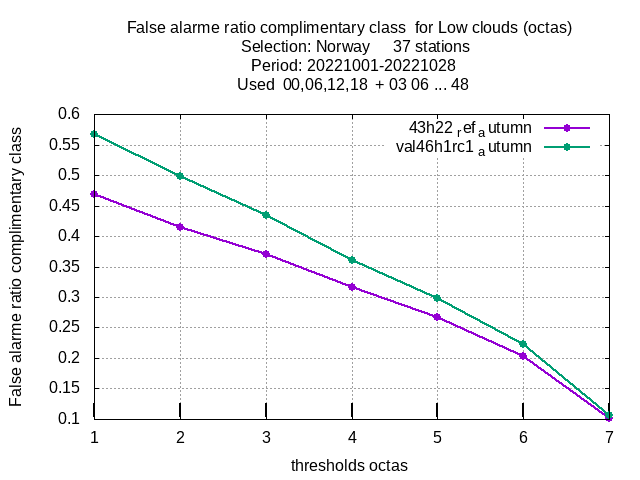 False alarme ratio complimentary class  for Low clouds (octas)
Selection: Norway     37 stations
Period: 20221001-20221028
Used  00,06,12,18  + 03 06 ... 48
43h22 ref autumn
val46h1rc1 autumn
False alarme ratio complimentary class
0.6
0.55
0.5
0.45
0.4
0.35
0.3
0.25
0.2
0.15
0.1
1 2 3 4 5 6 7
thresholds octas